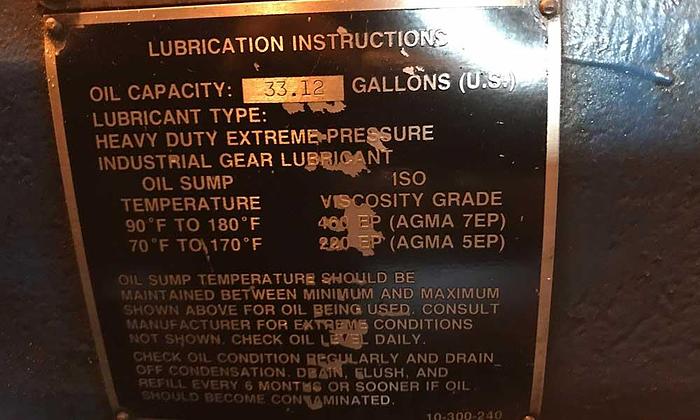 LUBRICATION INSTRUCTIONS
OIL CAPACITY: 33.12 GALLONS (U.S.)
LUBRICANT TYPE:
HEAVY DUTY EXTREME-PRESSURE
INDUSTRIAL GEAR LUBRICANT
OIL SUMP ISO
TEMPERATURE VISCOSITY GRADE
90°F TO 180°F 460 EP (AGMA 7EP)
70°F TO 170°F 220 EP (AGMA 5EP)
OIL SUMP TEMPERATURE SHOULD BE
MAINTAINED BETWEEN MINIMUM AND MAXIMUM
SHOWN ABOVE FOR OIL BEING USED. CONSULT
MANUFACTURER FOR EXTREME CONDITIONS
NOT SHOWN. CHECK OIL LEVEL DAILY.
CHECK OIL CONDITION REGULARLY AND DRAIN
OFF CONDENSATION. DRAIN, FLUSH, AND
REFILL EVERY 6 MONTHS OR SOONER IF OIL
SHOULD BECOME CONTAMINATED.
10-300-240